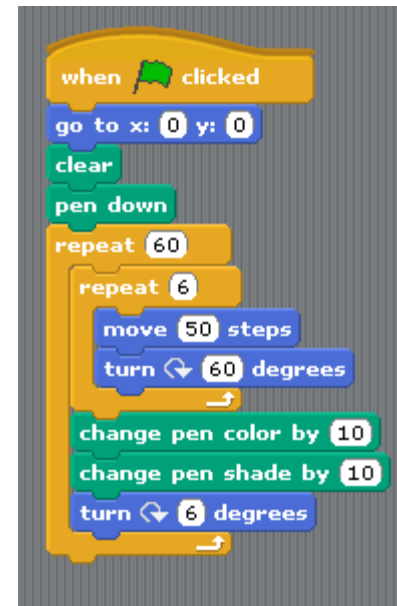 when clicked
go to x: 0 y: 0
clear
pen down
repeat 60
repeat 6
move 50 steps
turn 60 degrees
change pen color by 10
change pen shade by 10
turn 6 degrees